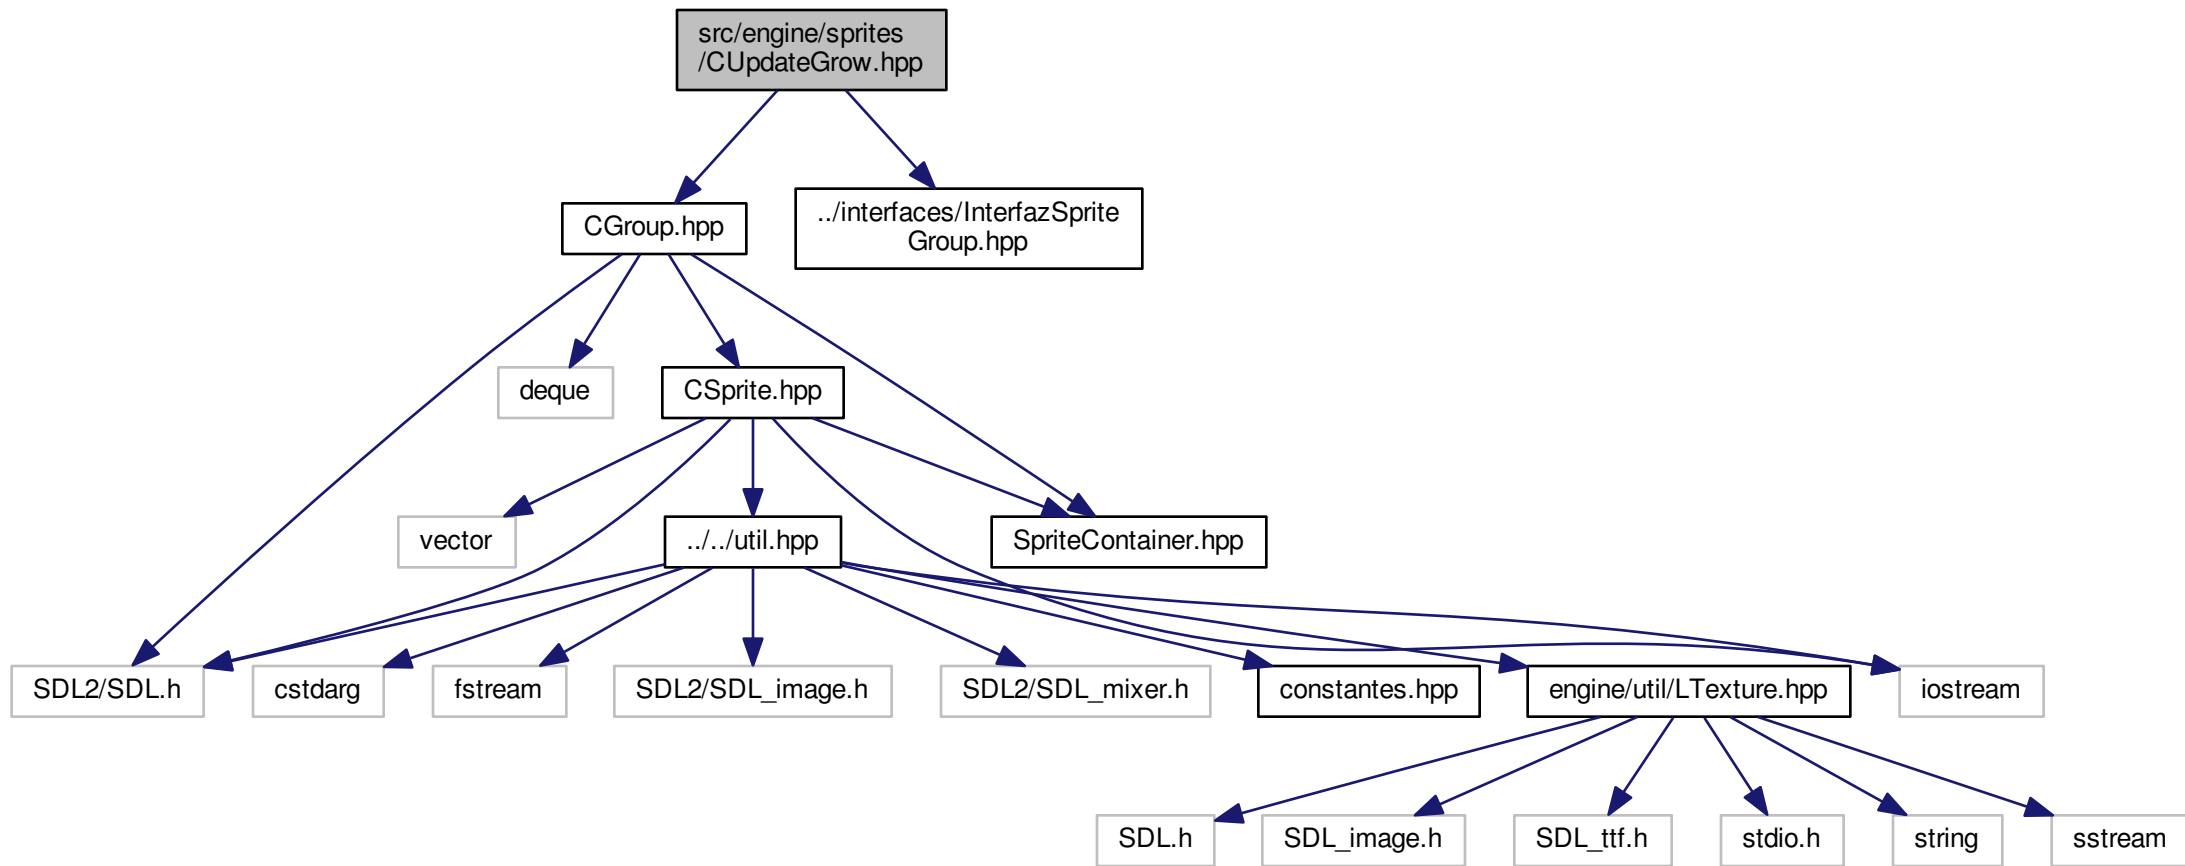 src/engine/sprites
/CUpdateGrow.hpp
CGroup.hpp
../interfaces/InterfazSprite
Group.hpp
deque
CSprite.hpp
vector
../../util.hpp
SpriteContainer.hpp
SDL2/SDL.h
cstdarg
fstream
SDL2/SDL_image.h
SDL2/SDL_mixer.h
constantes.hpp
engine/util/LTexture.hpp
iostream
SDL.h
SDL_image.h
SDL_ttf.h
stdio.h
string
sstream